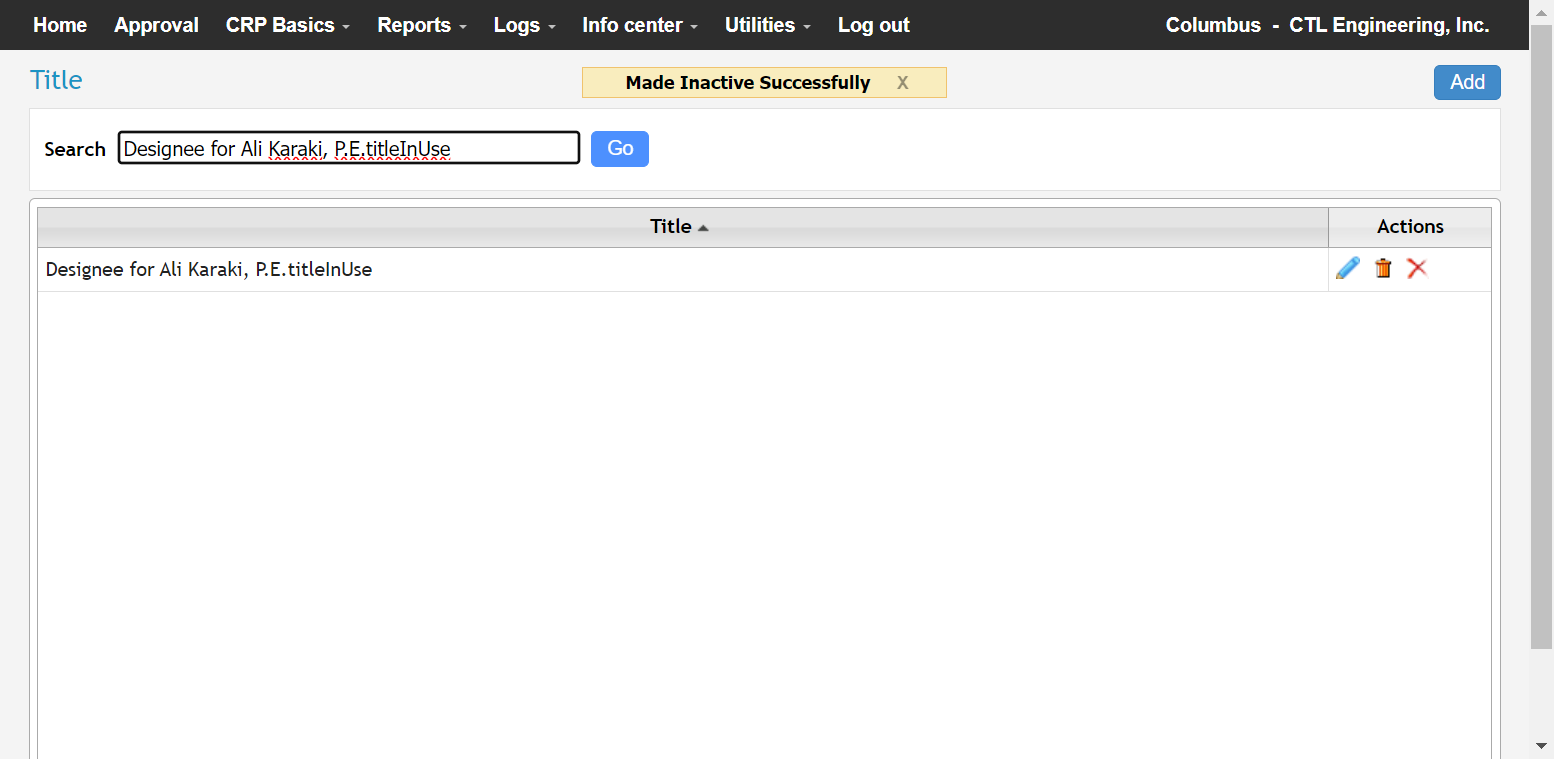 Home Approval CRP Basics Reports Logs Info center Utilities Log out Columbus - CTL Engineering, Inc.
Title Made Inactive Successfully X Add
Search Designee for Ali Karaki, P.E.titleInUse Go
Title Actions
Designee for Ali Karaki, P.E.titleInUse